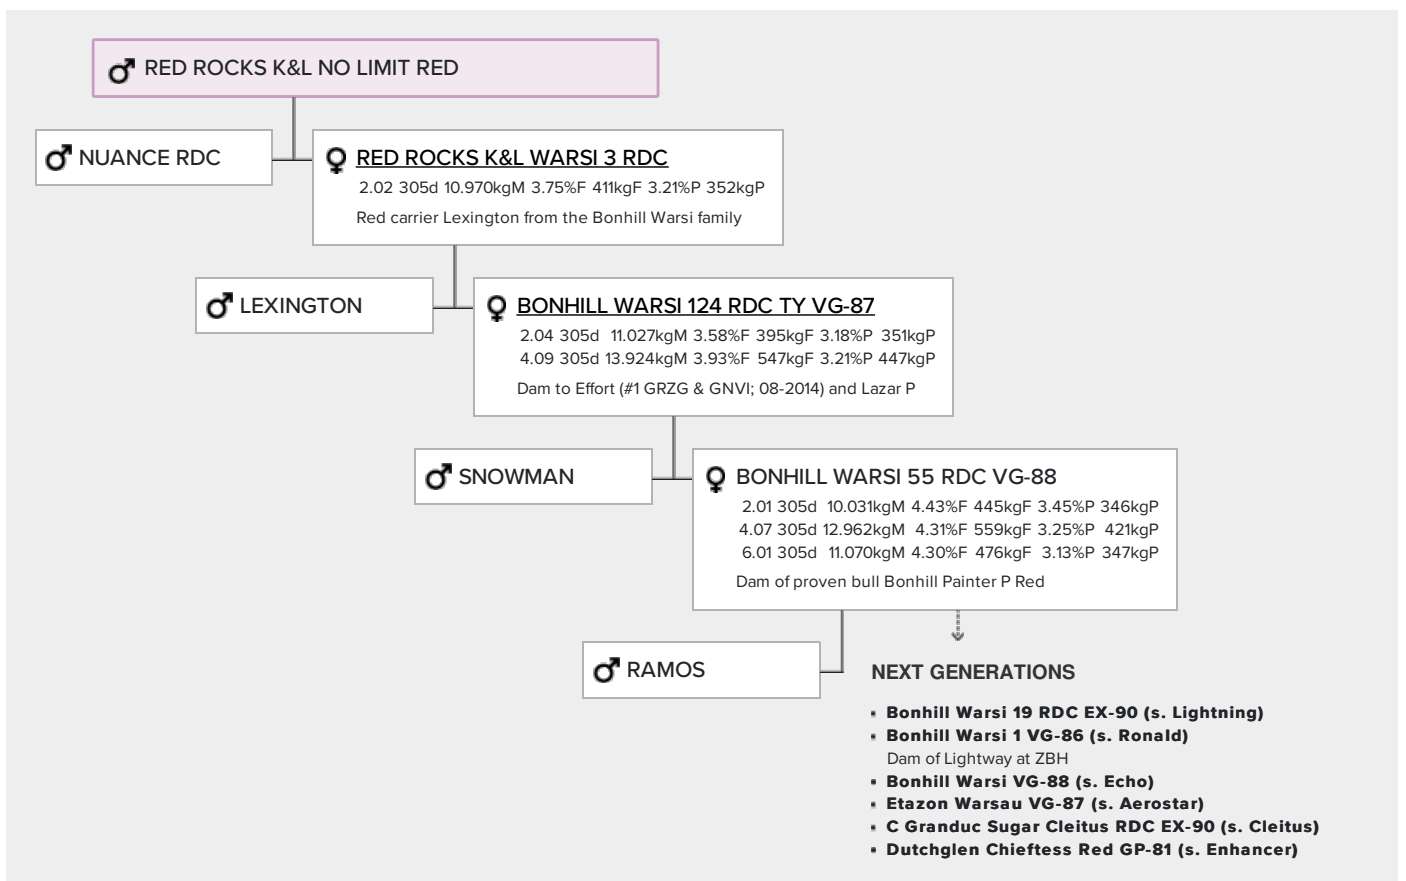 RED ROCKS K&L NO LIMIT RED
NUANCE RDC
RED ROCKS K&L WARSI 3 RDC
2.02 305d 10.970kgM 3.75%F 411kgF 3.21%P 352kgP
Red carrier Lexington from the Bonhill Warsi family
LEXINGTON
BONHILL WARSI 124 RDC TY VG-87
2.04 305d 11.027kgM 3.58%F 395kgF 3.18%P 351kgP
4.09 305d 13.924kgM 3.93%F 547kgF 3.21%P 447kgP
Dam to Effort (#1 GRZG & GNVI; 08-2014) and Lazar P
SNOWMAN
BONHILL WARSI 55 RDC VG-88
2.01 305d 10.031kgM 4.43%F 445kgF 3.45%P 346kgP
4.07 305d 12.962kgM 4.31%F 559kgF 3.25%P 421kgP
6.01 305d 11.070kgM 4.30%F 476kgF 3.13%P 347kgP
Dam of proven bull Bonhill Painter P Red
RAMOS
NEXT GENERATIONS
Bonhill Warsi 19 RDC EX-90 (s. Lightning)
Bonhill Warsi 1 VG-86 (s. Ronald)
Dam of Lightway at ZBH
Bonhill Warsi VG-88 (s. Echo)
Etazon Warsau VG-87 (s. Aerostar)
C Granduc Sugar Cleitus RDC EX-90 (s. Cleitus)
Dutchglen Chieftess Red GP-81 (s. Enhancer)